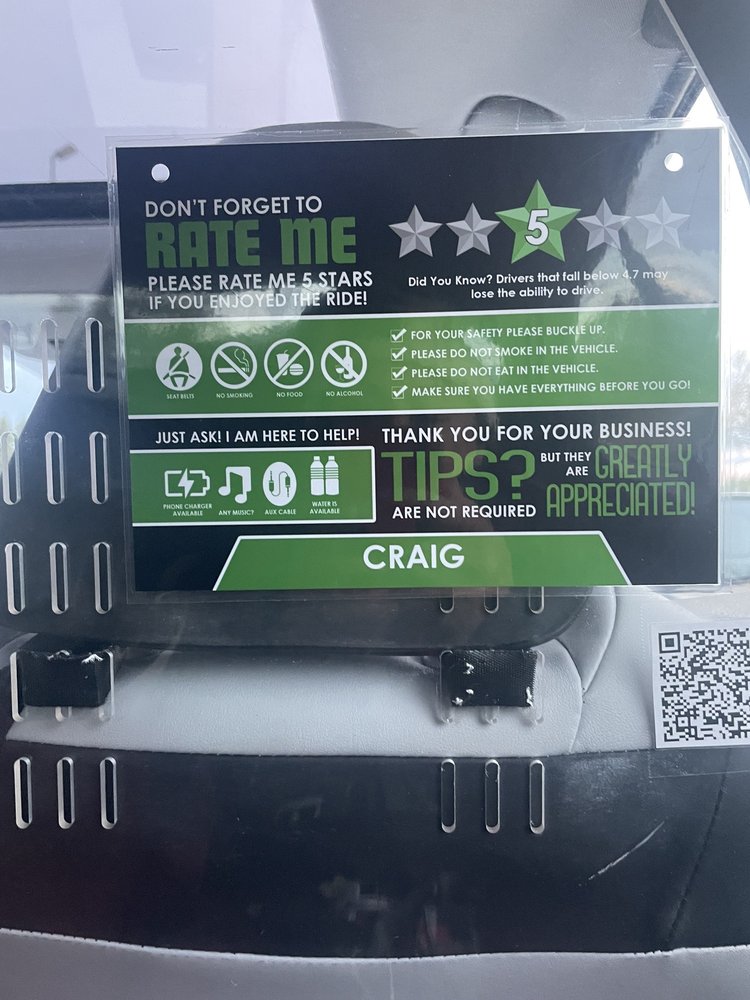 DON'T FORGET TO
RATE ME
PLEASE RATE ME 5 STARS
IF YOU ENJOYED THE RIDE!
5
Did You Know? Drivers that fall below 4.7 may
lose the ability to drive.
SEAT BELTS
NO SMOKING
NO FOOD
NO ALCOHOL
FOR YOUR SAFETY PLEASE BUCKLE UP.
PLEASE DO NOT SMOKE IN THE VEHICLE.
PLEASE DO NOT EAT IN THE VEHICLE.
MAKE SURE YOU HAVE EVERYTHING BEFORE YOU GO!
JUST ASK! I AM HERE TO HELP!
PHONE CHARGER
AVAILABLE
ANY MUSIC?
AUX CABLE
WATER IS
AVAILABLE
THANK YOU FOR YOUR BUSINESS!
TIPS?
ARE NOT REQUIRED
BUT THEY
ARE
GREATLY
APPRECIATED!
CRAIG